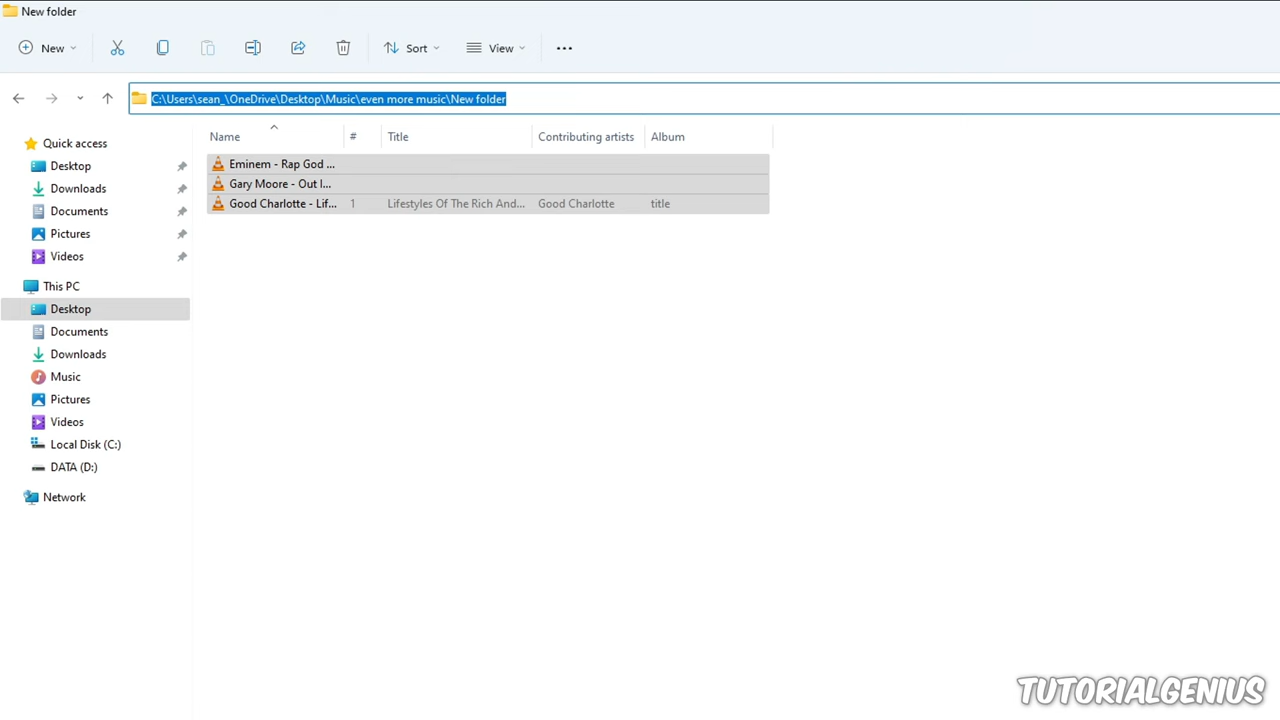 New folder
New
Sort
View
C:\Users\sean_\OneDrive\Desktop\Music\even more music\New folder
Name # Title Contributing artists Album
Eminem - Rap God ...
Gary Moore - Out I...
Good Charlotte - Lif... 1 Lifestyles Of The Rich And... Good Charlotte title
Quick access
Desktop
Downloads
Documents
Pictures
Videos
This PC
Desktop
Documents
Downloads
Music
Pictures
Videos
Local Disk (C:)
DATA (D:)
Network
TUTORIALGENIUS